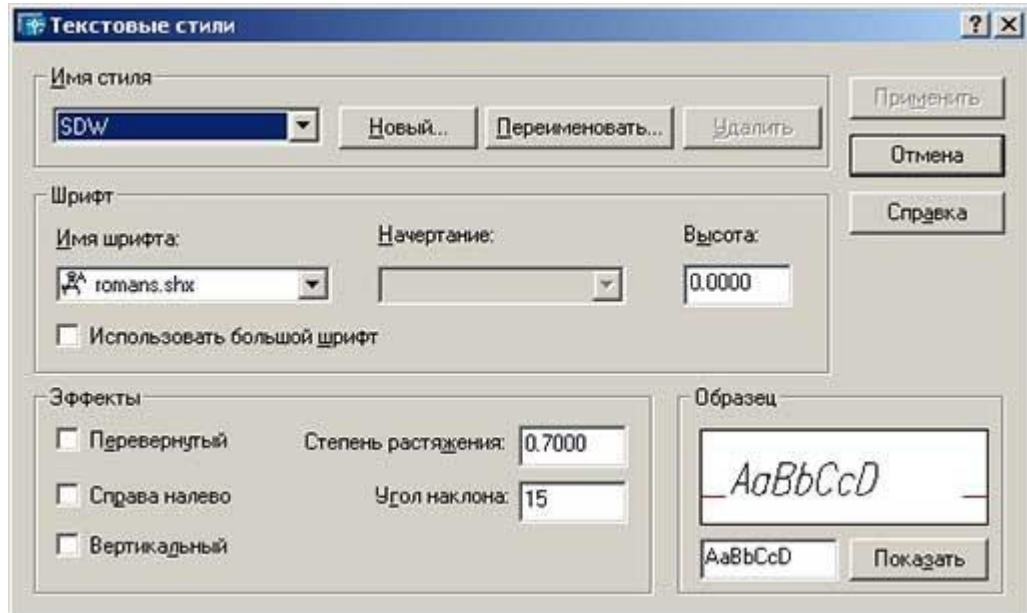 Текстовые стили
Имя стиля
SDW
Новый...
Переименовать...
Удалить
Применить
Отмена
Справка
Шрифт
Имя шрифта:
Начертание:
Высота:
romans.shx
0.0000
Использовать большой шрифт
Эффекты
Перевернутый
Степень растяжения:
0.7000
Справа налево
Угол наклона:
15
Вертикальный
Образец
AaBbCcD
AaBbCcD
Показать